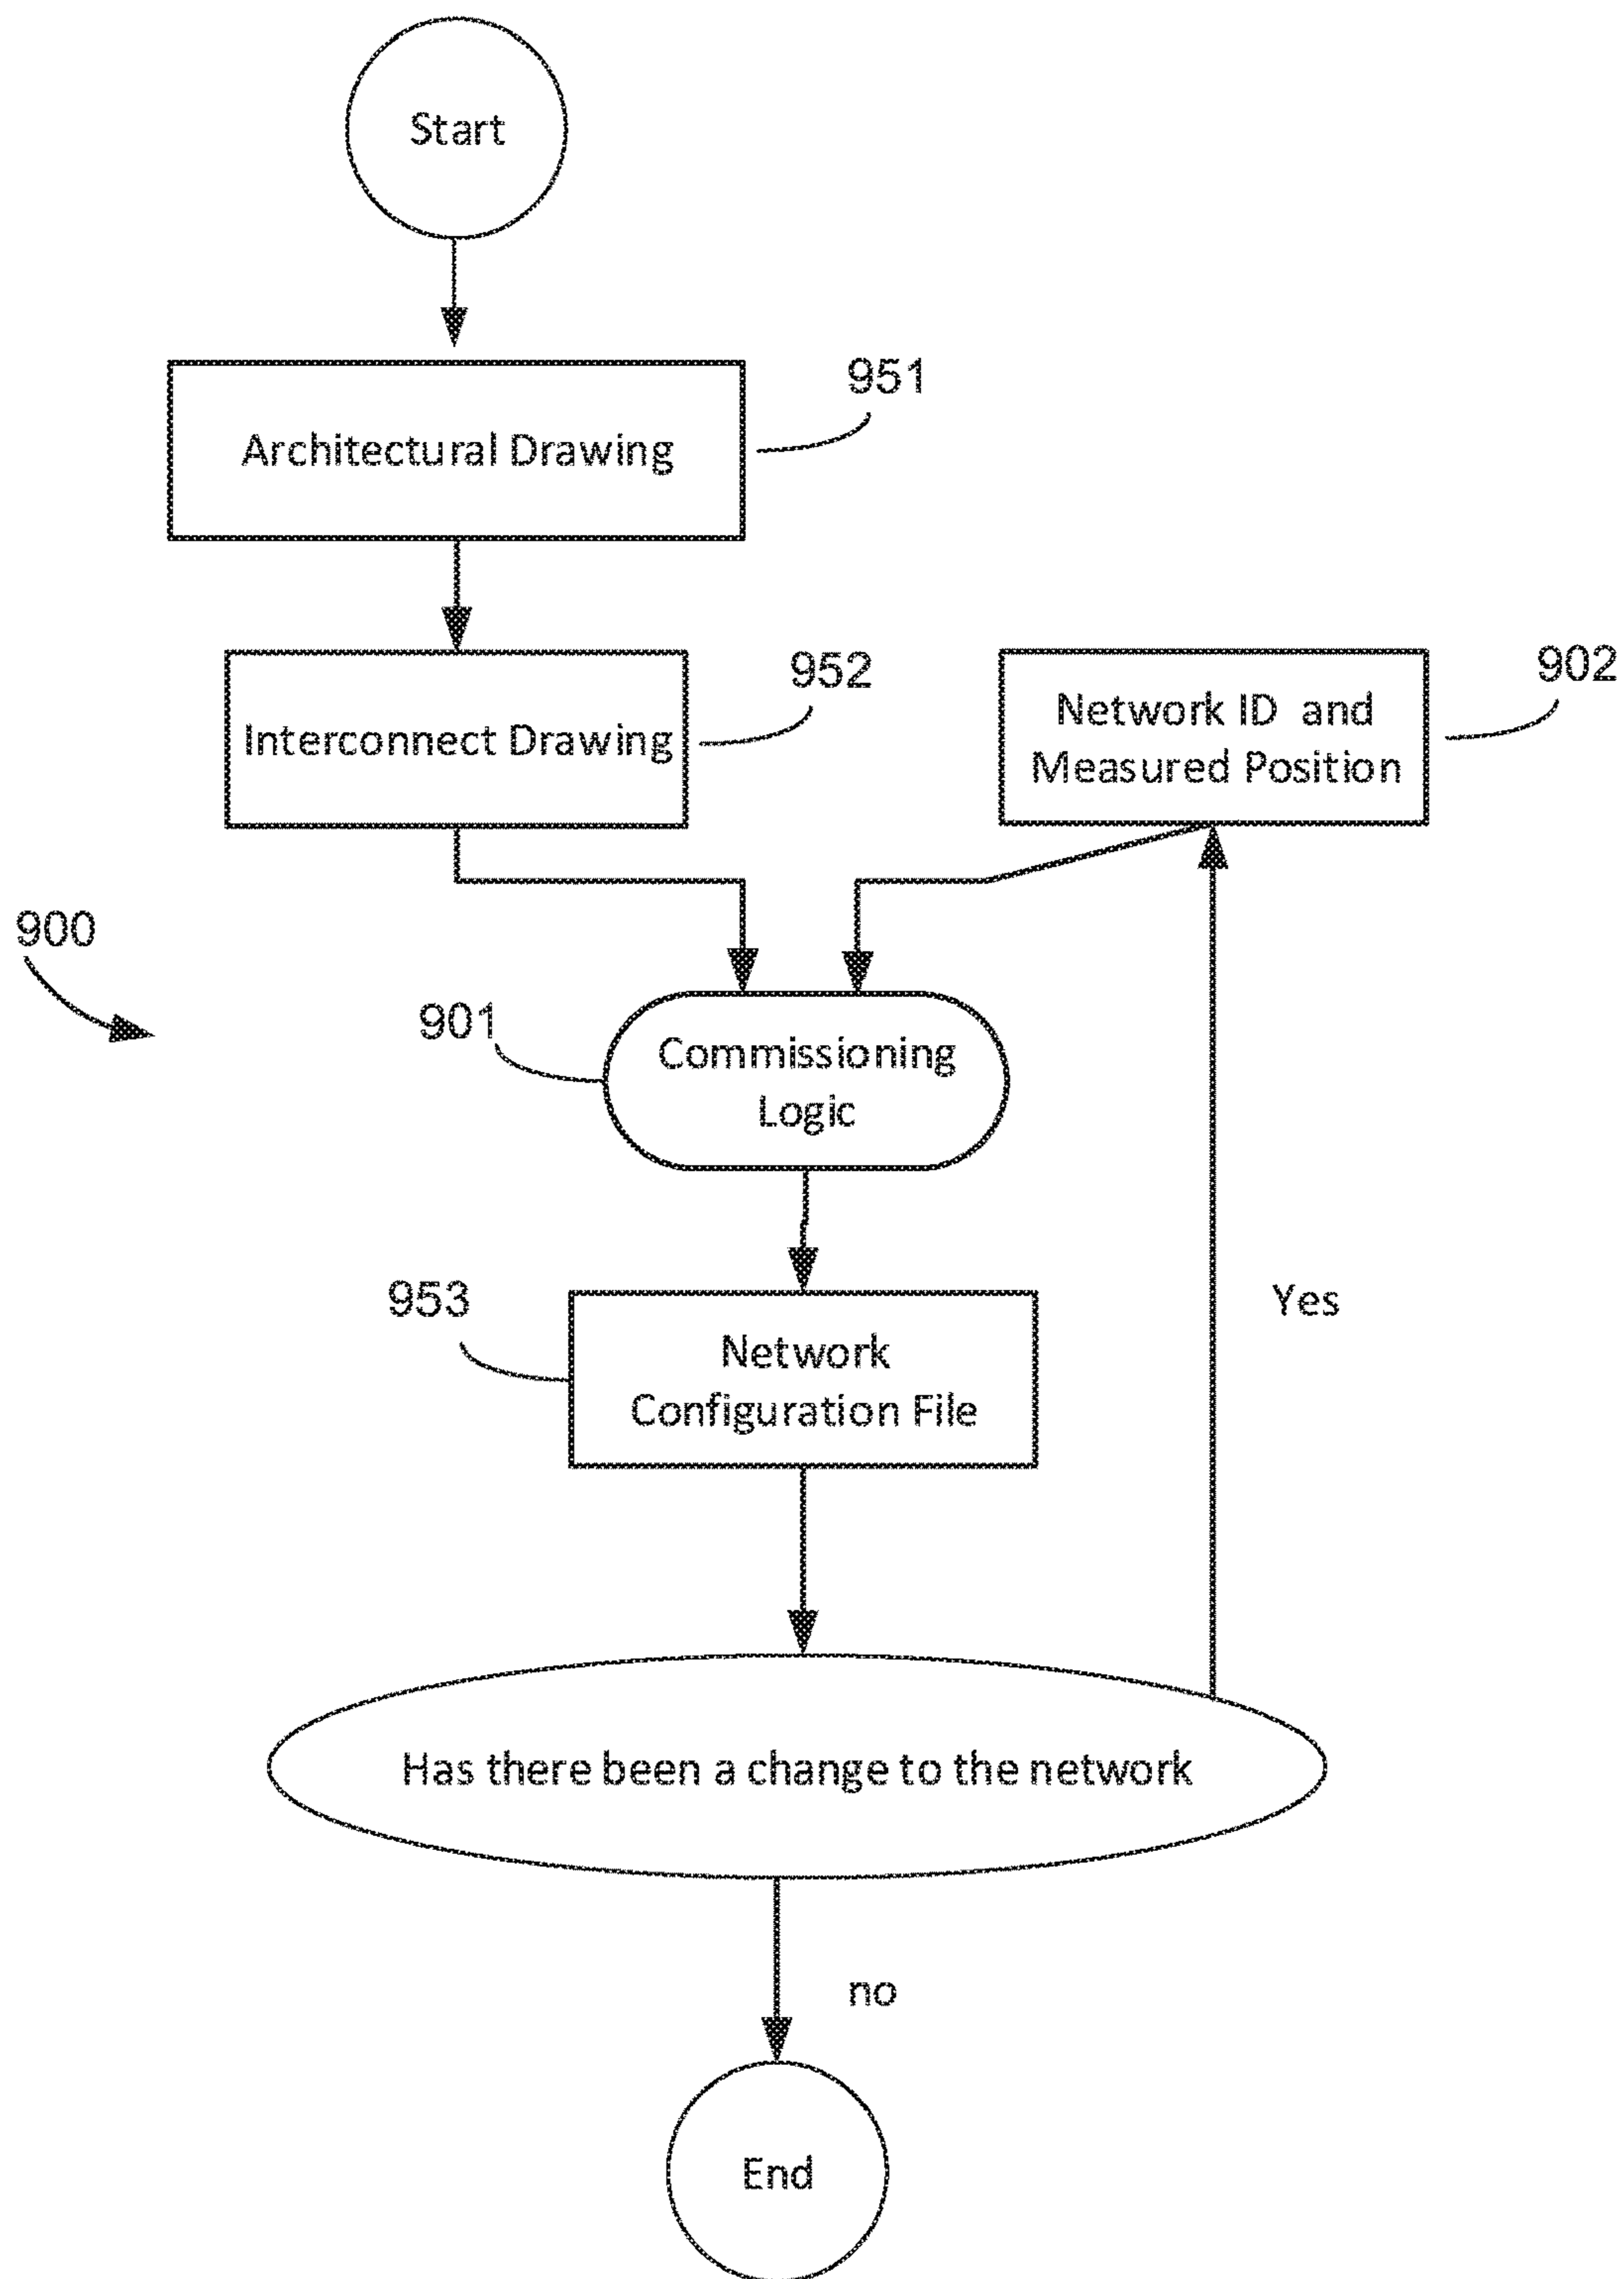 Start
951
Architectural Drawing
952
Interconnect Drawing
902
Network ID and
Measured Position
900
901
Commissioning
Logic
953
Network
Configuration File
Yes
Has there been a change to the network
no
End